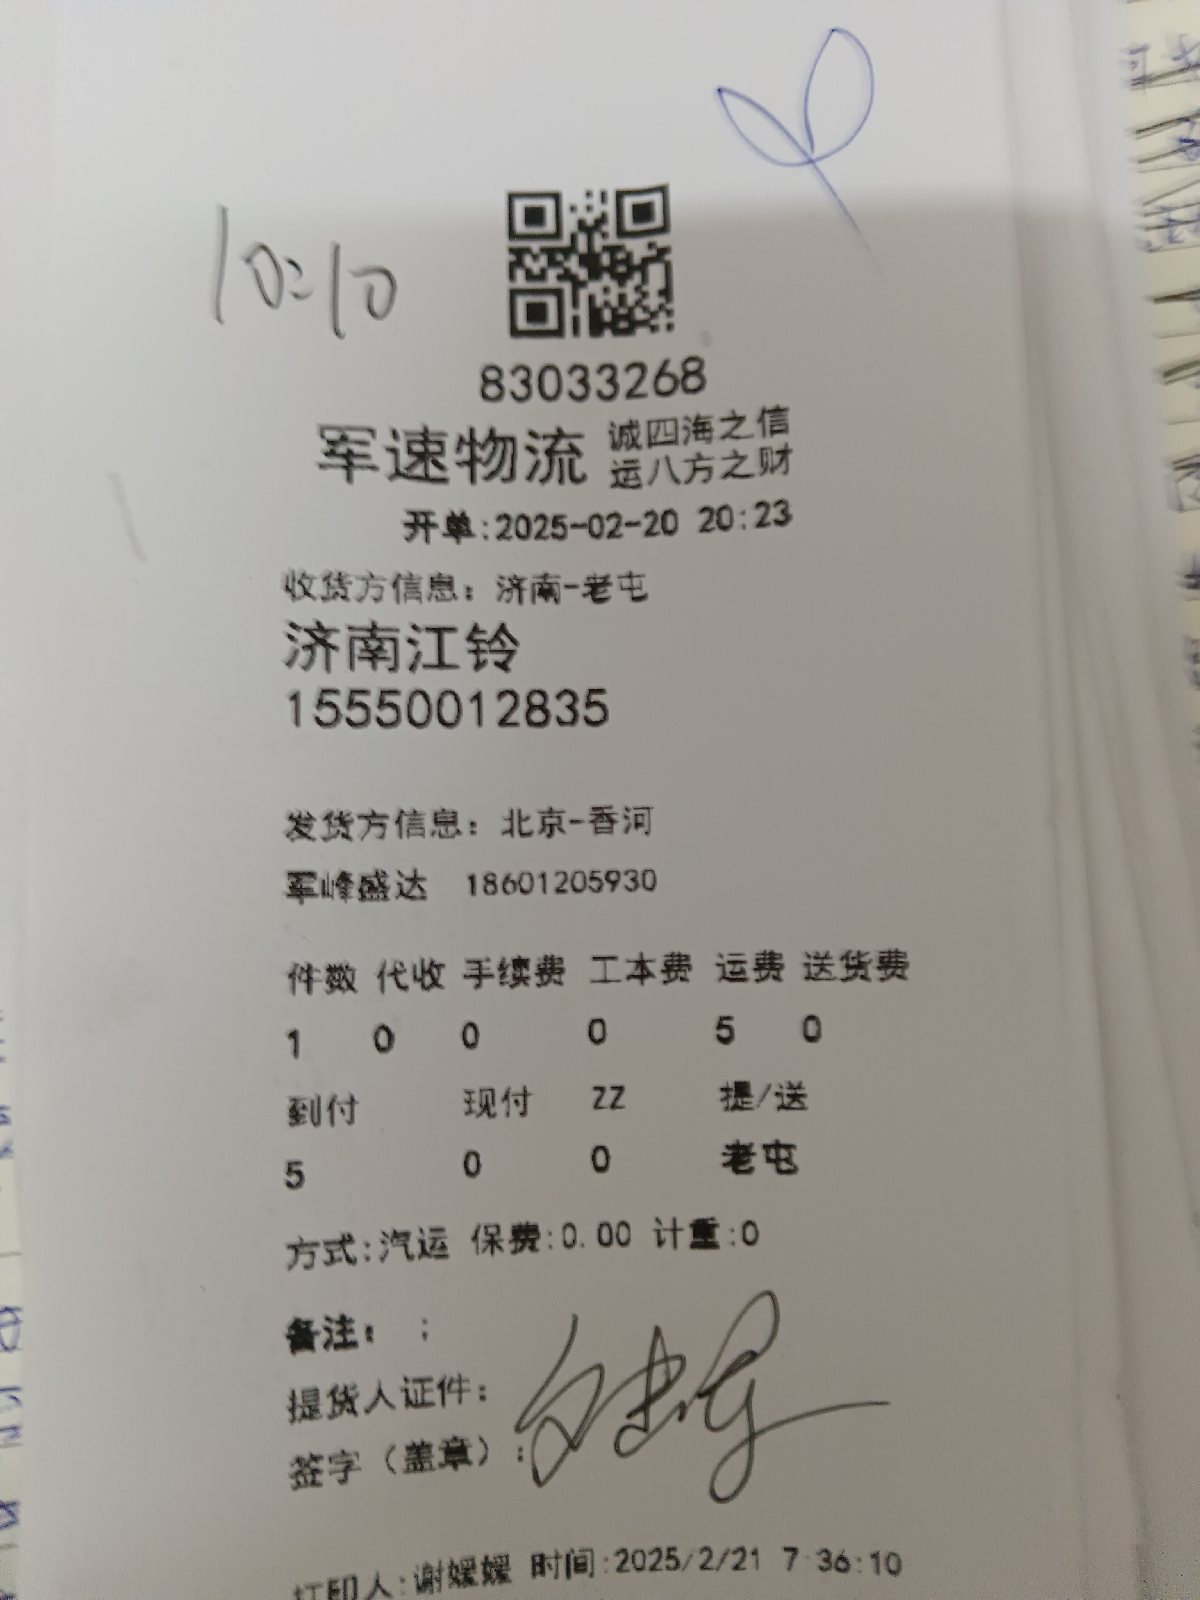 10:10
83033268
军速物流 诚四海之信
运八方之财
开单:2025-02-20 20:23
收货方信息：济南-老屯
济南江铃
15550012835
发货方信息：北京-香河
军峰盛达 18601205930
件数 代收 手续费 工本费 运费 送货费
1 0 0 0 5 0
到付 现付 ZZ 提/送
5 0 0 老屯
方式:汽运 保费:0.00 计重:0
备注： ；
提货人证件：
签字（盖章）：
打印人:谢媛媛 时间:2025/2/21 7:36:10